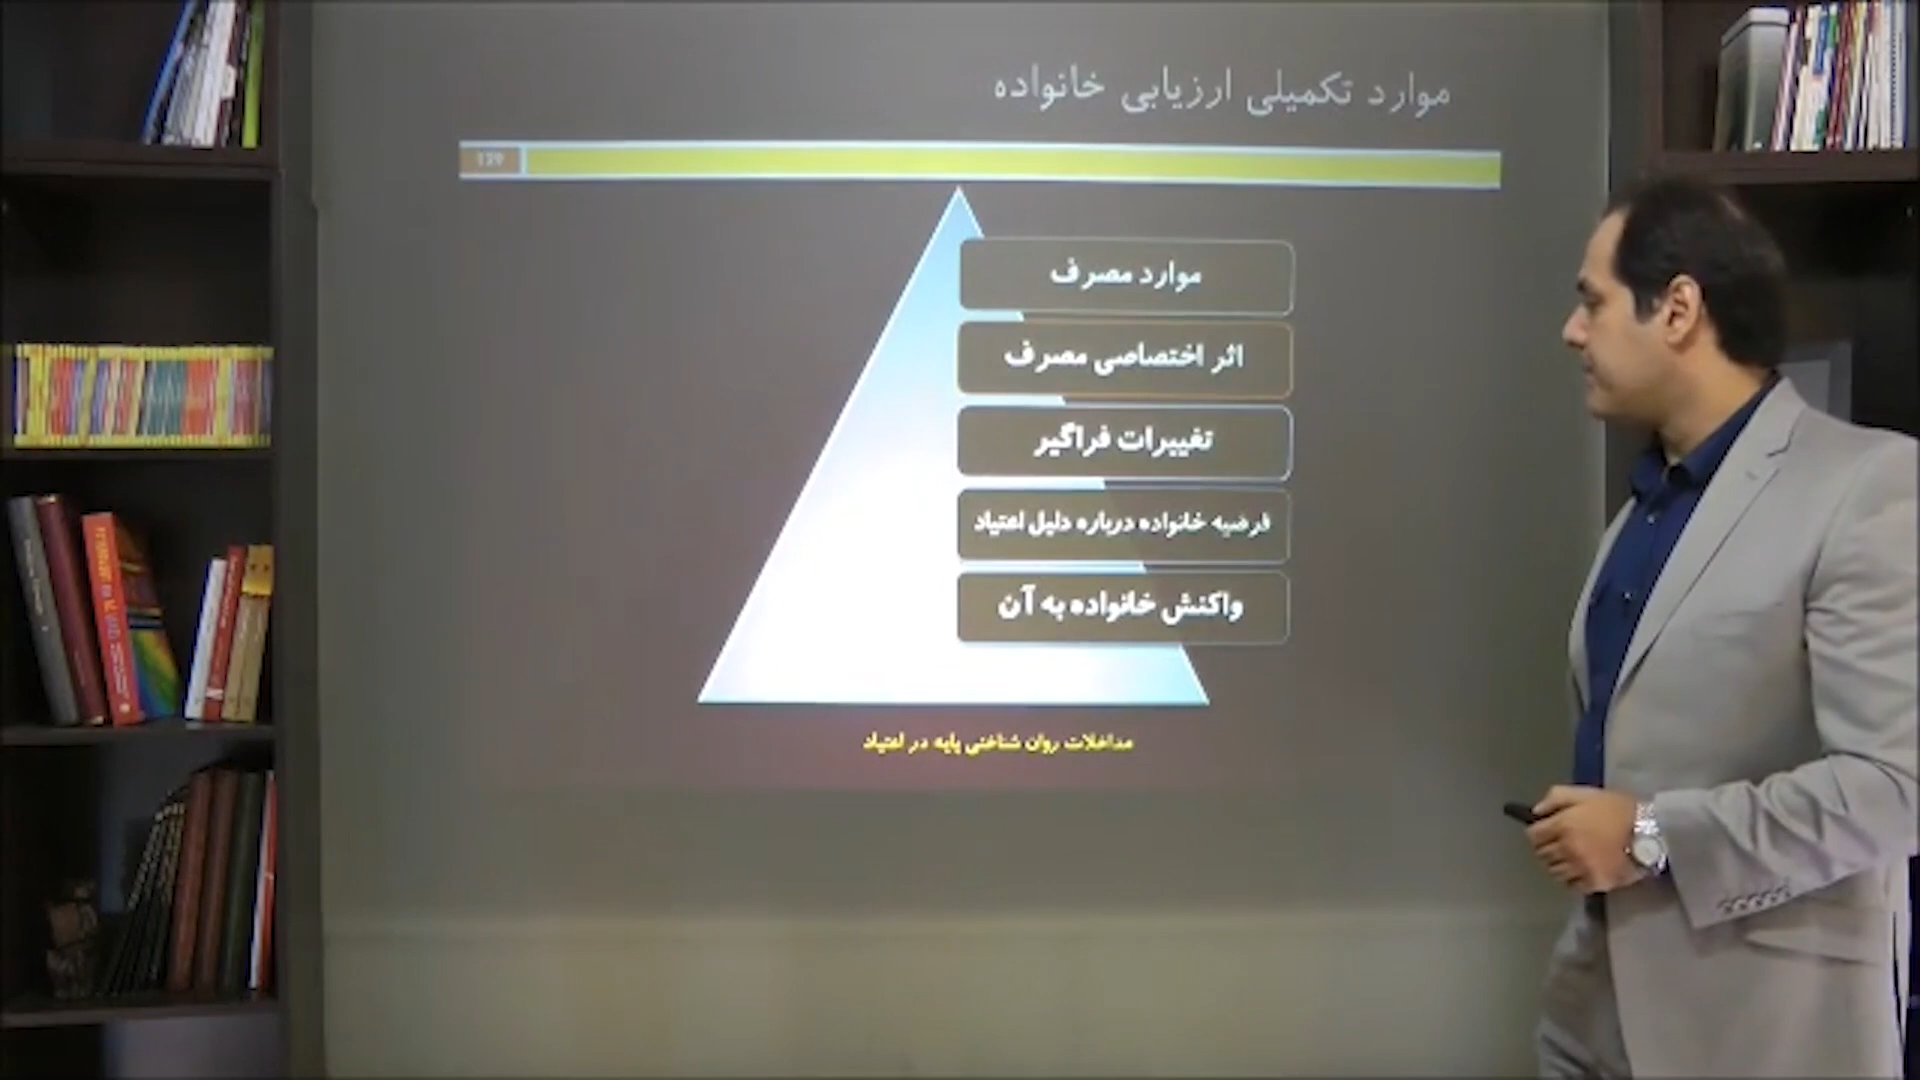 موارد تکمیلی ارزیابی خانواده
129
موارد مصرف
اثر اختصاصی مصرف
تغییرات فراگیر
فرضیه خانواده درباره دلیل اعتیاد
واکنش خانواده به آن
مداخلات روان شناختی پایه در اعتیاد